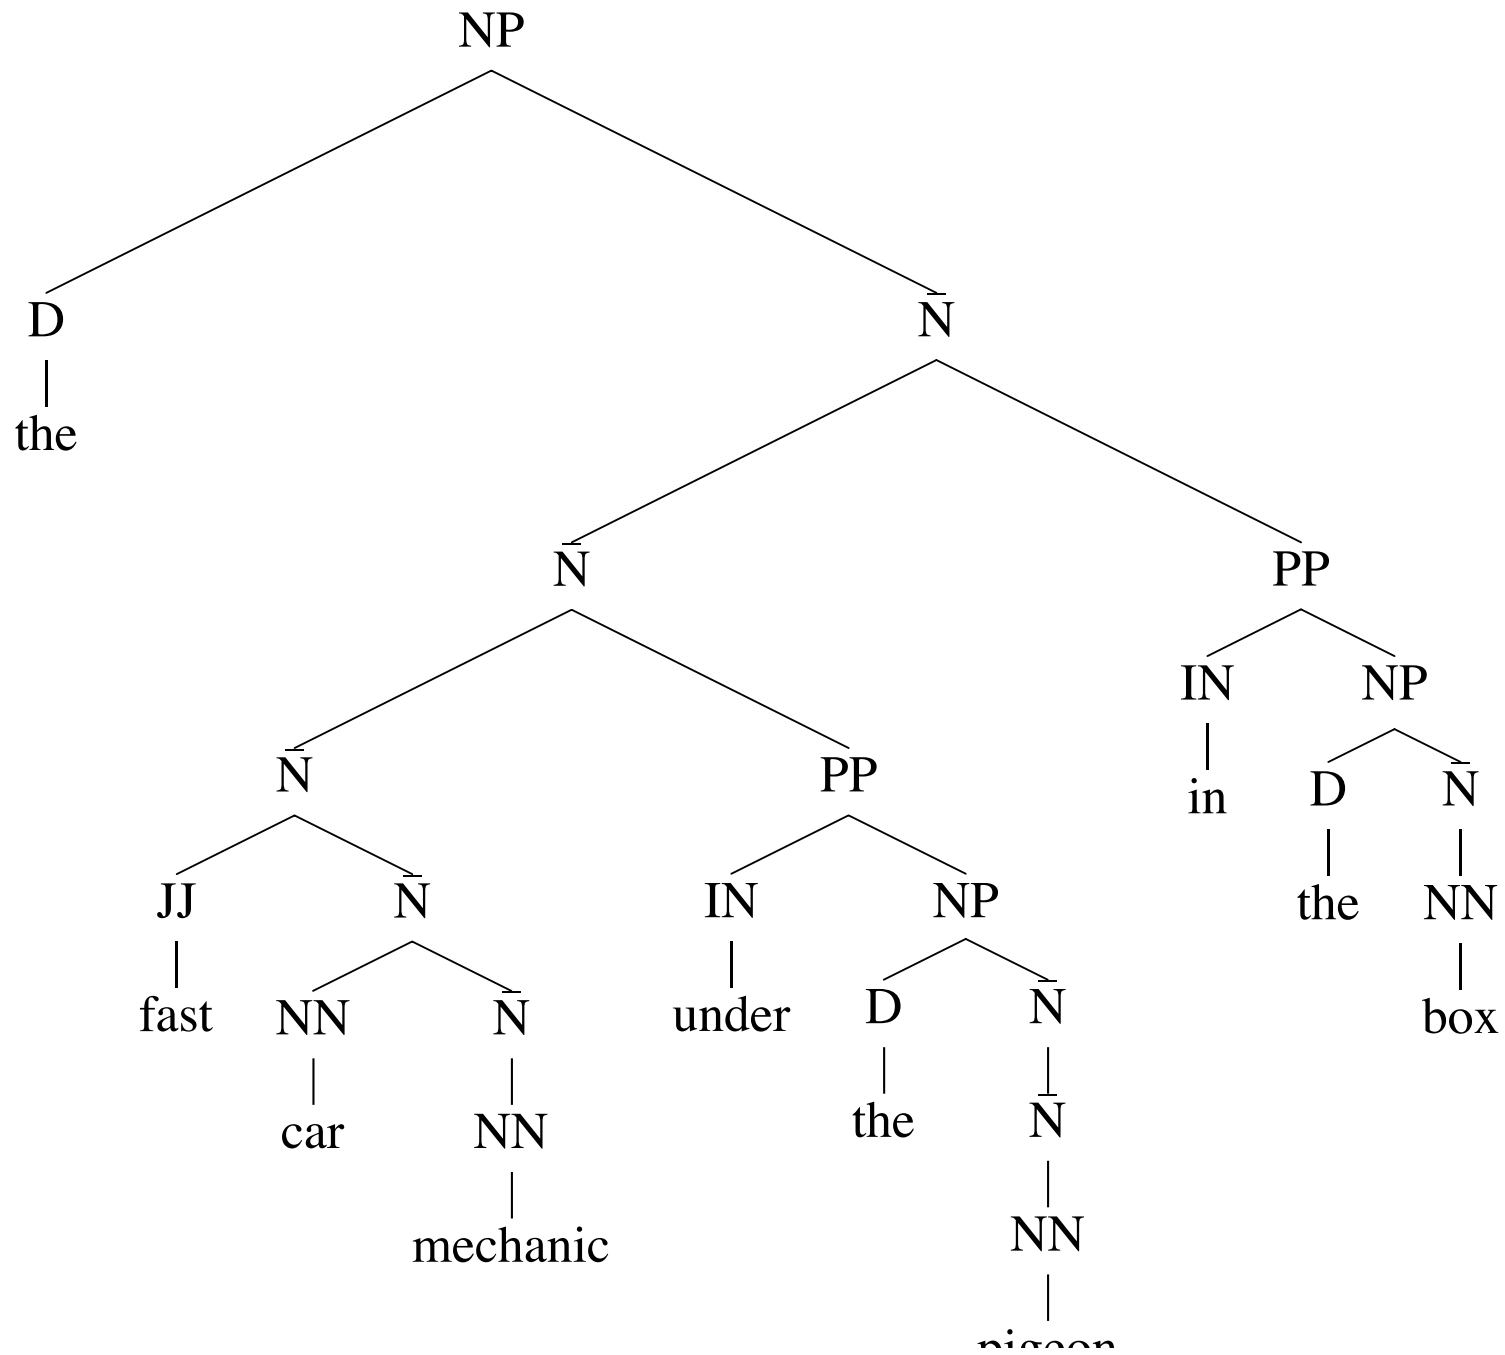 NP
D N̄
the
N̄ PP
IN NP
N̄ PP
in D N̄
JJ N̄ IN NP
the NN
fast NN N̄ under D N̄
box
car NN the N̄
mechanic NN
pigeon